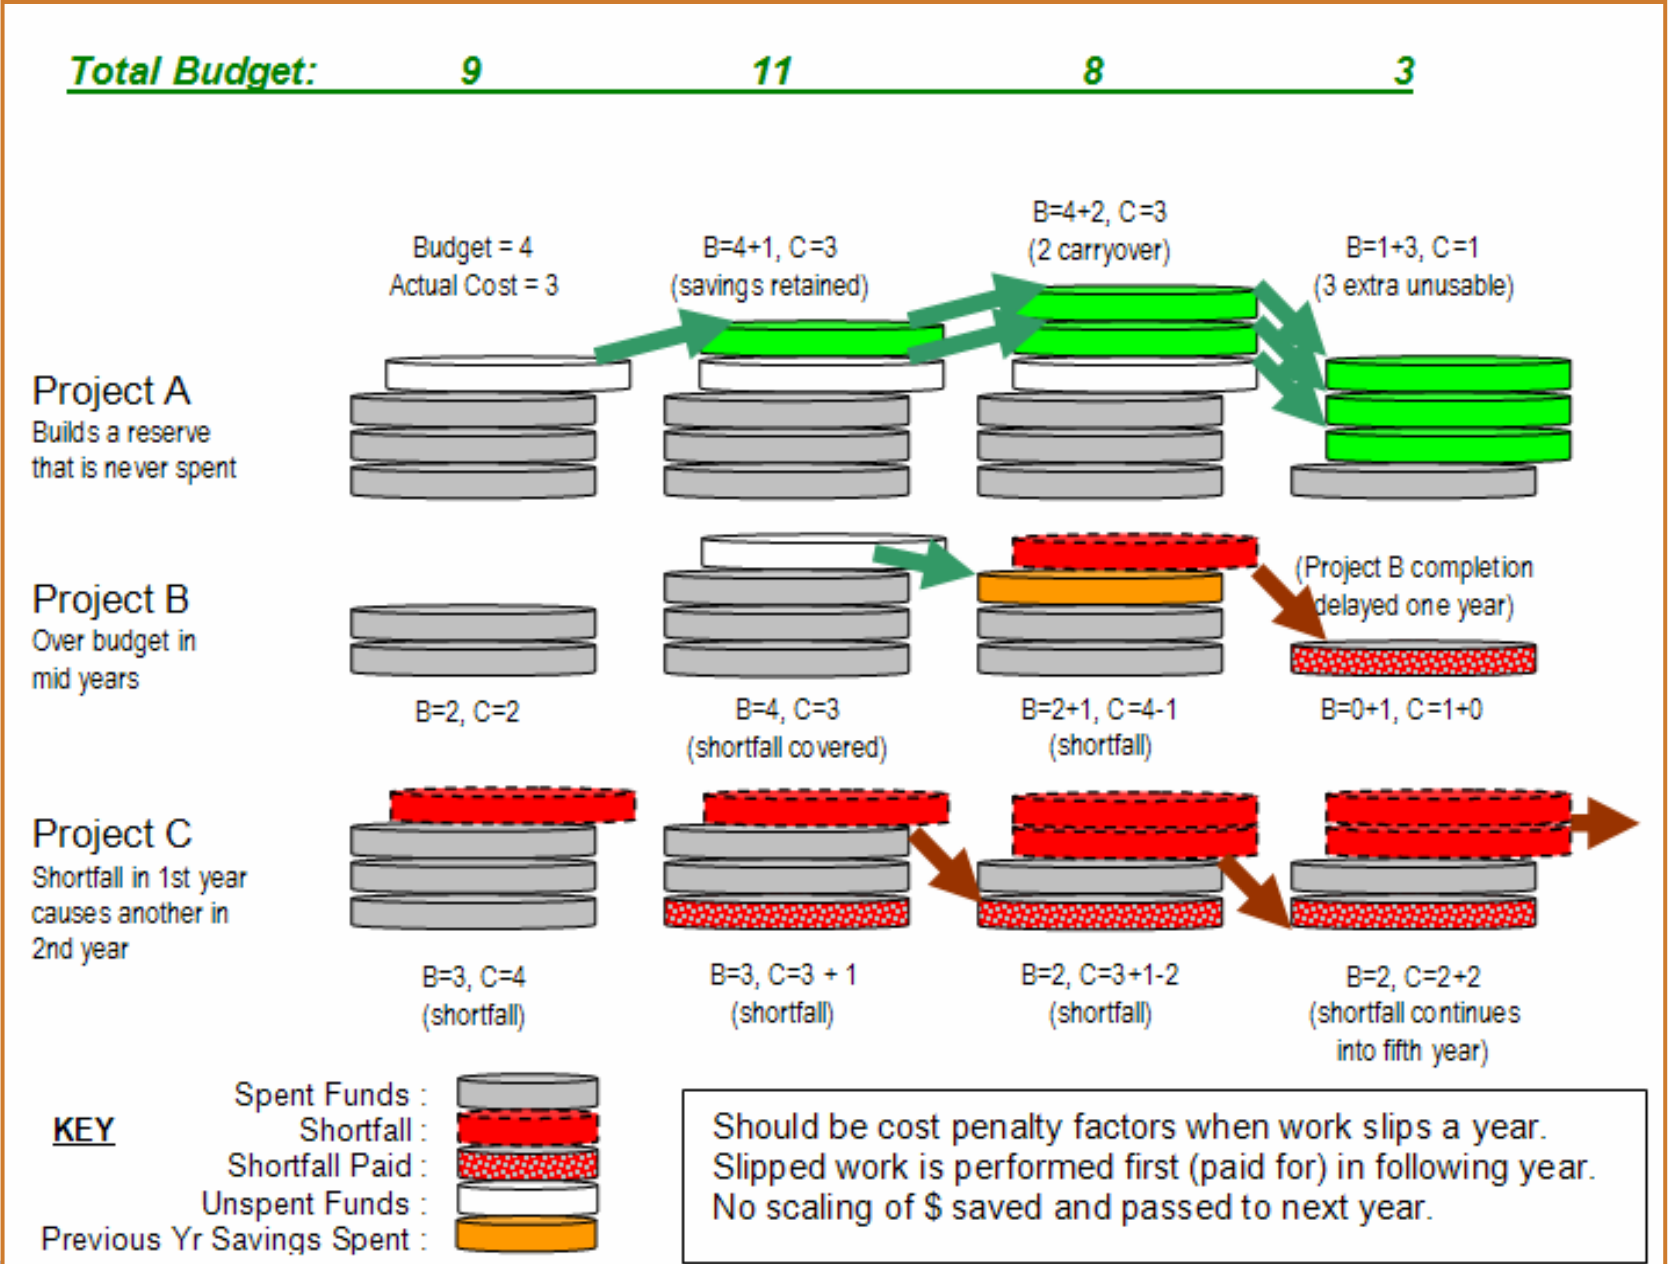 Total Budget: 9 11 8 3
B=4+2, C=3
(2 carryover)
Budget = 4
Actual Cost = 3
B=4+1, C=3
(savings retained)
B=1+3, C=1
(3 extra unusable)
Project A
Builds a reserve
that is never spent
Project B
Over budget in
mid years
(Project B completion
delayed one year)
B=2, C=2
B=4, C=3
(shortfall covered)
B=2+1, C=4-1
(shortfall)
B=0+1, C=1+0
Project C
Shortfall in 1st year
causes another in
2nd year
B=3, C=4
(shortfall)
B=3, C=3 + 1
(shortfall)
B=2, C=3+1-2
(shortfall)
B=2, C=2+2
(shortfall continues
into fifth year)
KEY
Spent Funds :
Shortfall :
Shortfall Paid :
Unspent Funds :
Previous Yr Savings Spent :
Should be cost penalty factors when work slips a year.
Slipped work is performed first (paid for) in following year.
No scaling of $ saved and passed to next year.